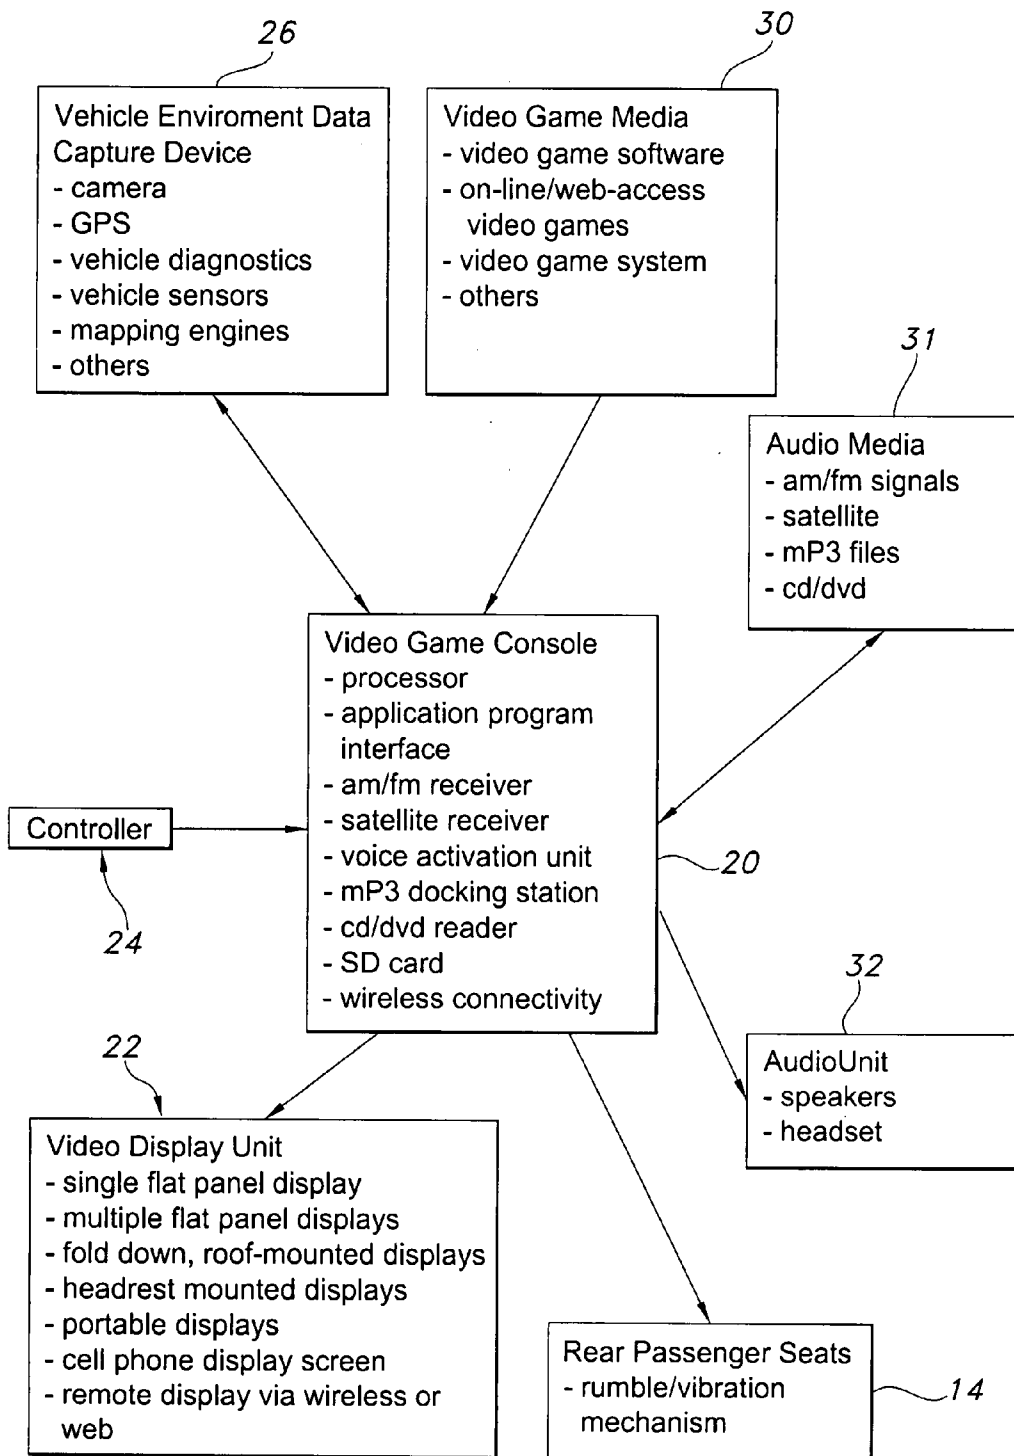 26
30
Vehicle Enviroment Data
Capture Device
- camera
- GPS
- vehicle diagnostics
- vehicle sensors
- mapping engines
- others
Video Game Media
- video game software
- on-line/web-access
video games
- video game system
- others
31
Audio Media
- am/fm signals
- satellite
- mP3 files
- cd/dvd
Video Game Console
- processor
- application program
interface
- am/fm receiver
- satellite receiver
- voice activation unit
- mP3 docking station
- cd/dvd reader
- SD card
- wireless connectivity
Controller
24
20
32
AudioUnit
- speakers
- headset
22
Video Display Unit
- single flat panel display
- multiple flat panel displays
- fold down, roof-mounted displays
- headrest mounted displays
- portable displays
- cell phone display screen
- remote display via wireless or
web
Rear Passenger Seats
- rumble/vibration
mechanism
14